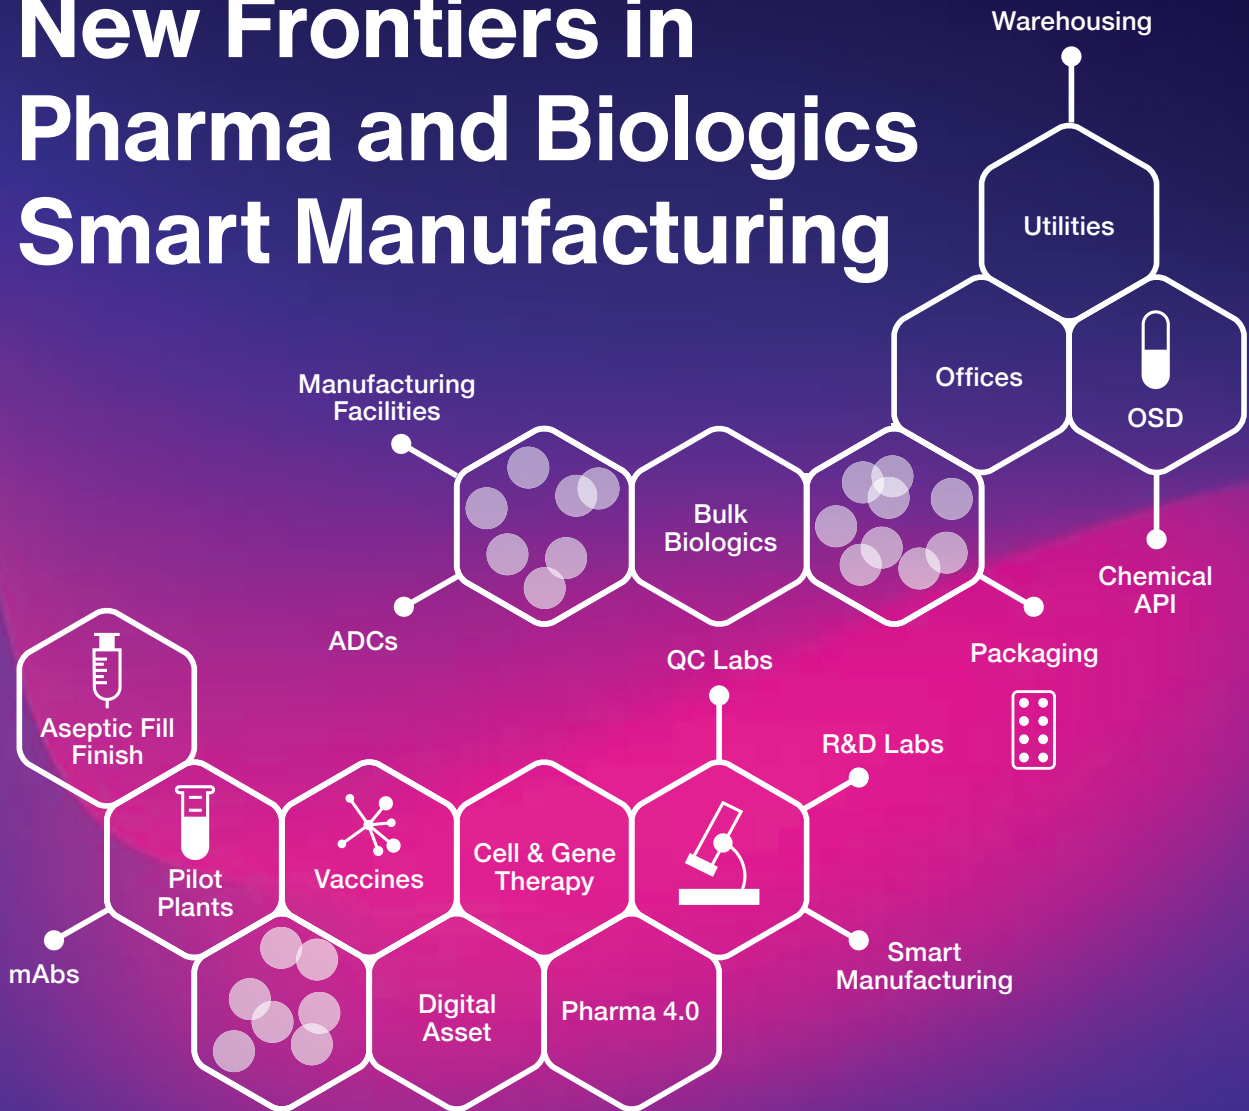 New Frontiers in
Pharma and Biologics
Smart Manufacturing
Warehousing
Utilities
Offices
OSD
Manufacturing
Facilities
Bulk
Biologics
Chemical
API
ADCs
QC Labs
Packaging
Aseptic Fill
Finish
R&D Labs
Pilot
Plants
Vaccines
Cell & Gene
Therapy
mAbs
Smart
Manufacturing
Digital
Asset
Pharma 4.0